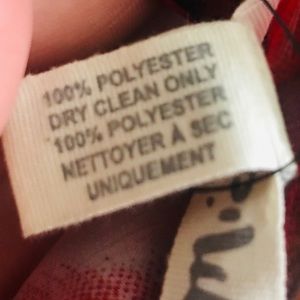 100% POLYESTER
DRY CLEAN ONLY
100% POLYESTER
NETTOYER À SEC
UNIQUEMENT